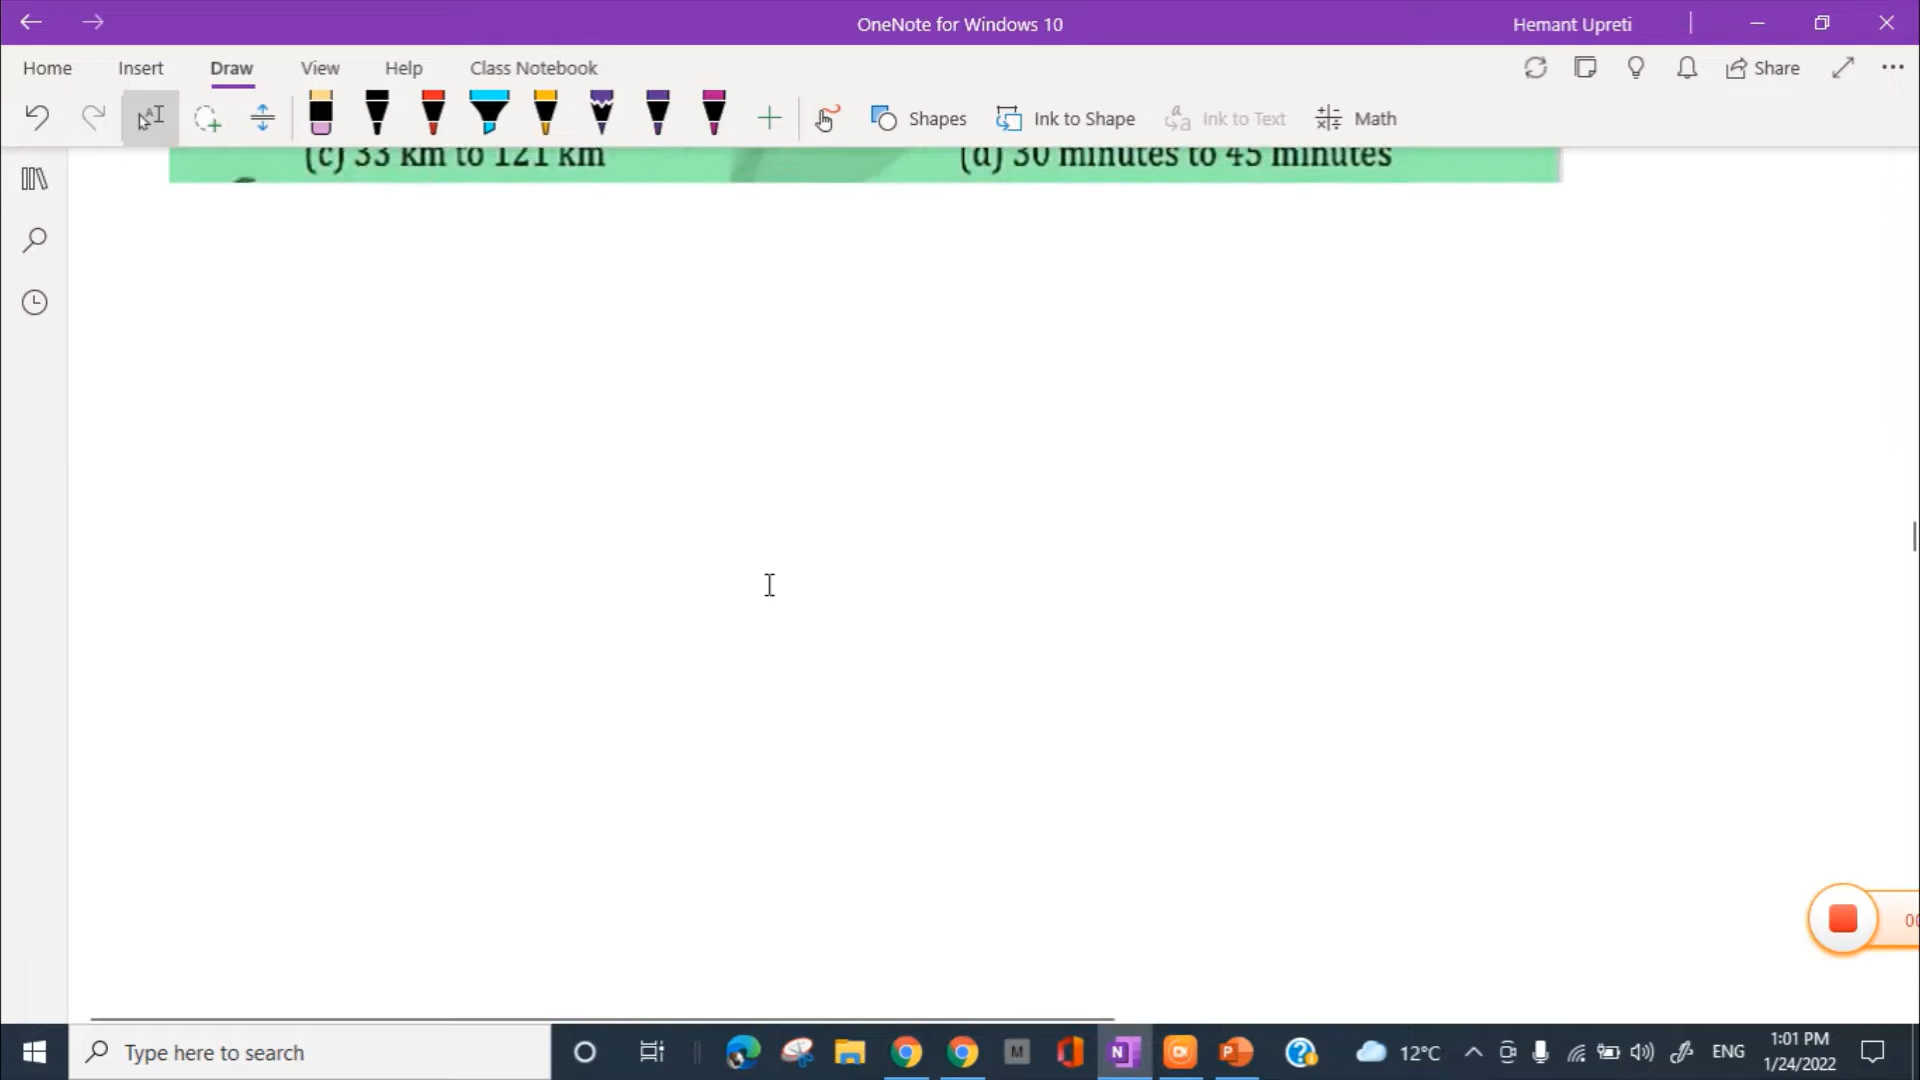 OneNote for Windows 10
Hemant Upreti
Home Insert Draw View Help Class Notebook
Share
Shapes Ink to Shape Ink to Text Math
(c) 33 km to 121 km (d) 30 minutes to 45 minutes
Type here to search
12°C
ENG
1:01 PM
1/24/2022